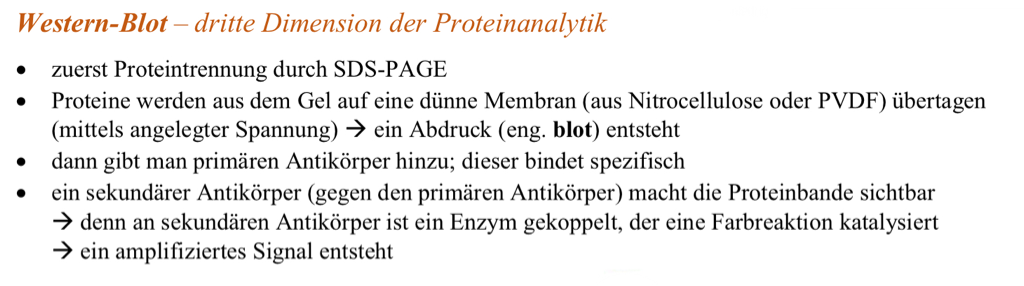 Western-Blot – dritte Dimension der Proteinanalytik
• zuerst Proteintrennung durch SDS-PAGE
• Proteine werden aus dem Gel auf eine dünne Membran (aus Nitrocellulose oder PVDF) übertagen
(mittels angelegter Spannung) → ein Abdruck (eng. blot) entsteht
• dann gibt man primären Antikörper hinzu; dieser bindet spezifisch
• ein sekundärer Antikörper (gegen den primären Antikörper) macht die Proteinbande sichtbar
→ denn an sekundären Antikörper ist ein Enzym gekoppelt, der eine Farbreaktion katalysiert
→ ein amplifiziertes Signal entsteht